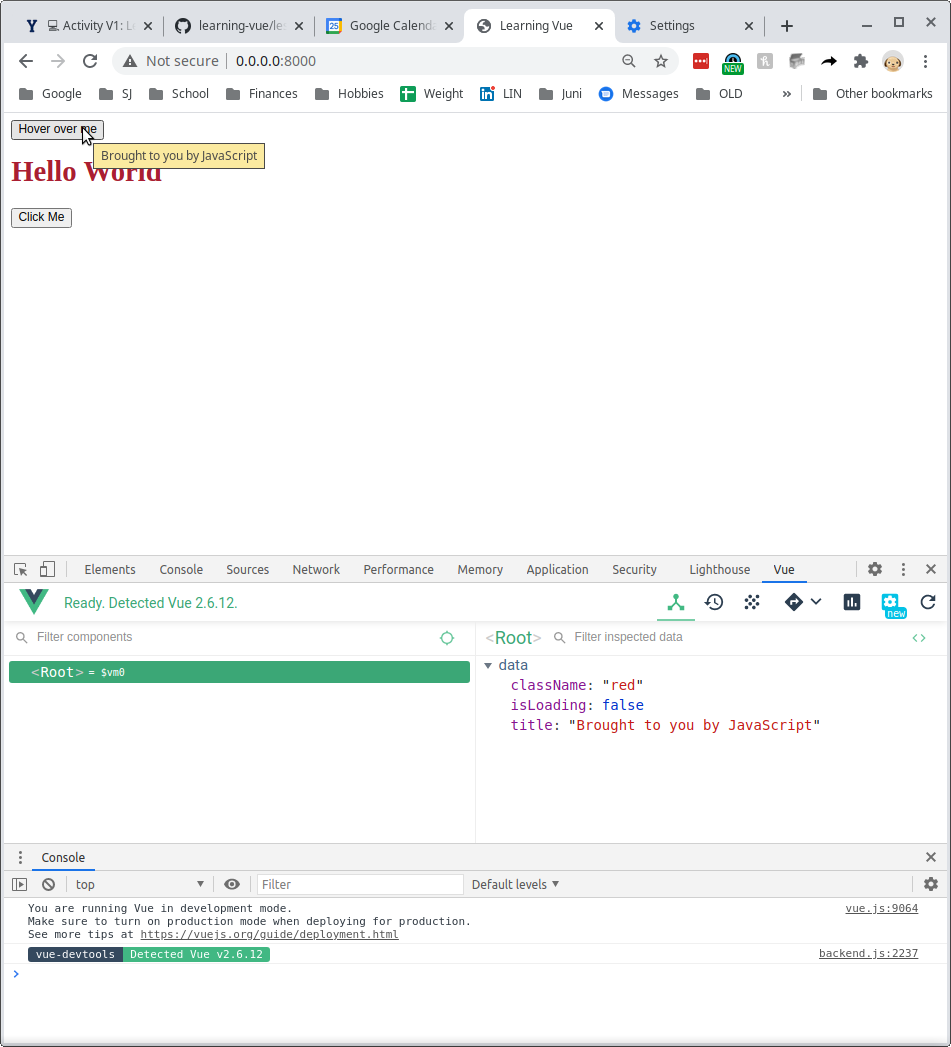 Y Activity V1: Le
learning-vue/les
25 Google Calenda
Learning Vue
Settings
Not secure 0.0.0.0:8000
NEW
Google SJ School Finances Hobbies Weight LIN Juni Messages OLD » Other bookmarks
Hover over me
Brought to you by JavaScript
Hello World
Click Me
Elements Console Sources Network Performance Memory Application Security Lighthouse Vue
Ready. Detected Vue 2.6.12.
new
Filter components
<Root> Filter inspected data
<Root> = $vm0
data
className: "red"
isLoading: false
title: "Brought to you by JavaScript"
Console
top Filter Default levels
You are running Vue in development mode. vue.js:9064
Make sure to turn on production mode when deploying for production.
See more tips at https://vuejs.org/guide/deployment.html
vue-devtools Detected Vue v2.6.12 backend.js:2237